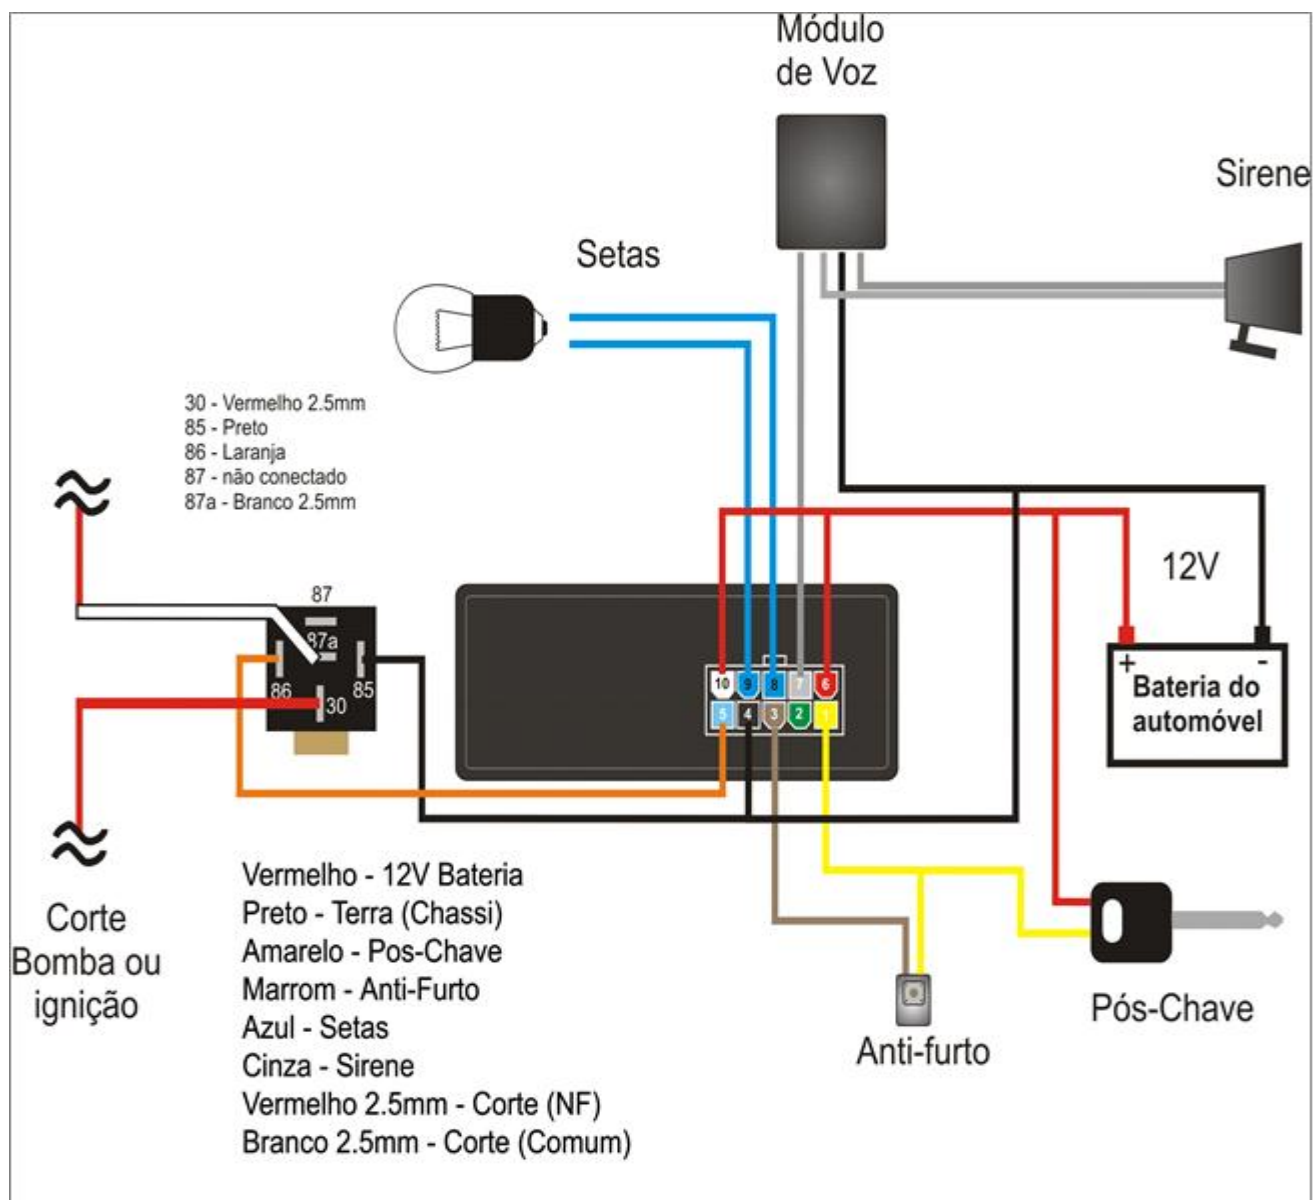 Módulo
de Voz
Sirene
Setas
30 - Vermelho 2.5mm
85 - Preto
86 - Laranja
87 - não conectado
87a - Branco 2.5mm
12V
87
87a
86
85
30
10 9 8 7 6
5 4 3 2 1
+ -
Bateria do
automóvel
Vermelho - 12V Bateria
Preto - Terra (Chassi)
Amarelo - Pos-Chave
Marrom - Anti-Furto
Azul - Setas
Cinza - Sirene
Vermelho 2.5mm - Corte (NF)
Branco 2.5mm - Corte (Comum)
Corte
Bomba ou
ignição
Anti-furto
Pós-Chave